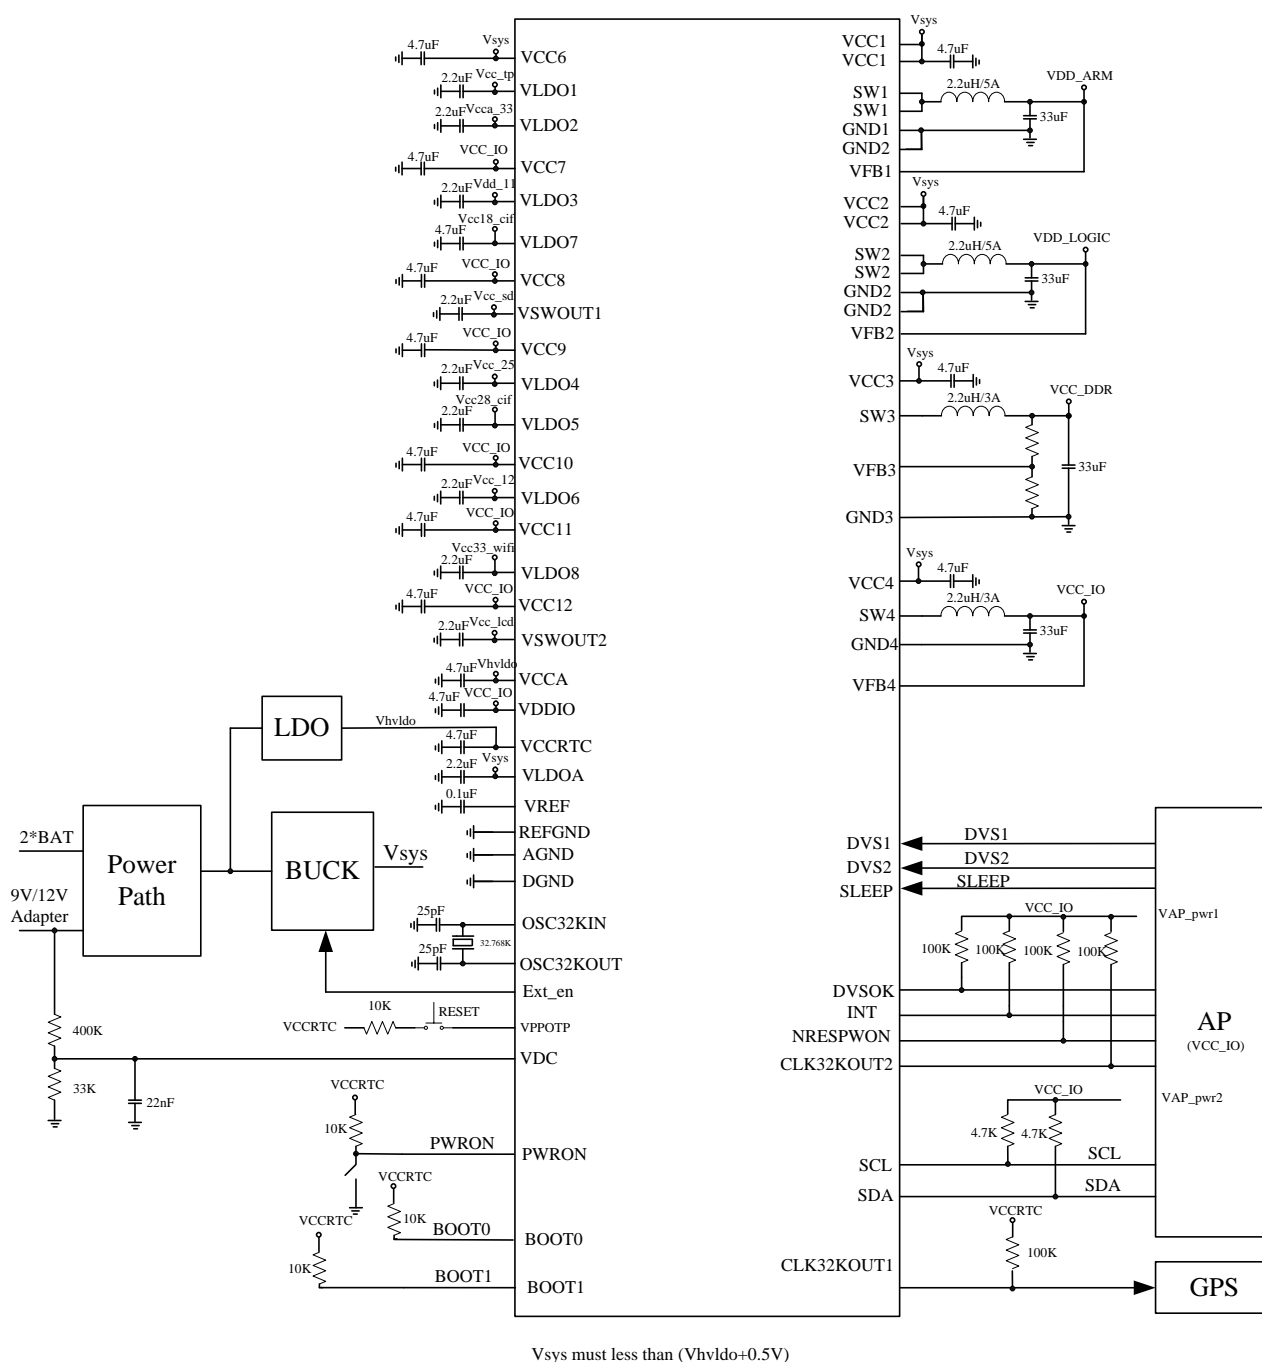 Vsys
4.7uF
VCC6
2.2uF
Vcc_tp
VLDO1
2.2uF
Vcca_33
VLDO2
4.7uF
VCC_IO
VCC7
2.2uF
Vdd_11
VLDO3
4.7uF
Vcc18_cif
VLDO7
4.7uF
VCC_IO
VCC8
2.2uF
Vcc_sd
VSWOUT1
4.7uF
VCC_IO
VCC9
2.2uF
Vcc_25
VLDO4
2.2uF
Vcc28_cif
VLDO5
4.7uF
VCC_IO
VCC10
2.2uF
Vcc_12
VLDO6
4.7uF
VCC_IO
VCC11
2.2uF
Vcc33_wifi
VLDO8
4.7uF
VCC_IO
VCC12
2.2uF
Vcc_lcd
VSWOUT2
4.7uF
Vhvldo
VCCA
4.7uF
VCC_IO
VDDIO
LDO
Vhvldo
4.7uF
VCCRTC
2.2uF
Vsys
VLDOA
0.1uF
VREF
REFGND
AGND
DGND
2*BAT
9V/12V
Adapter
Power
Path
BUCK
Vsys
25pF
OSC32KIN
32.768K
25pF
OSC32KOUT
Ext_en
VCCRTC
10K
RESET
VPPOTP
400K
33K
22nF
VDC
VCCRTC
10K
PWRON
PWRON
VCCRTC
10K
BOOT0
BOOT0
VCCRTC
10K
BOOT1
BOOT1
Vsys
VCC1
VCC1
4.7uF
SW1
SW1
2.2uH/5A
VDD_ARM
33uF
GND1
GND2
VFB1
Vsys
VCC2
VCC2
4.7uF
SW2
SW2
2.2uH/5A
VDD_LOGIC
33uF
GND2
GND2
VFB2
Vsys
VCC3
4.7uF
SW3
2.2uH/3A
VCC_DDR
VFB3
33uF
GND3
Vsys
VCC4
4.7uF
SW4
2.2uH/3A
VCC_IO
33uF
GND4
VFB4
DVS1
DVS1
DVS2
DVS2
SLEEP
SLEEP
VCC_IO
VAP_pwr1
100K
100K
100K
100K
DVSOK
INT
NRESPWON
CLK32KOUT2
AP
(VCC_IO)
VCC_IO
VAP_pwr2
4.7K
4.7K
SCL
SCL
SDA
SDA
VCCRTC
100K
CLK32KOUT1
GPS
Vsys must less than (Vhvldo+0.5V)